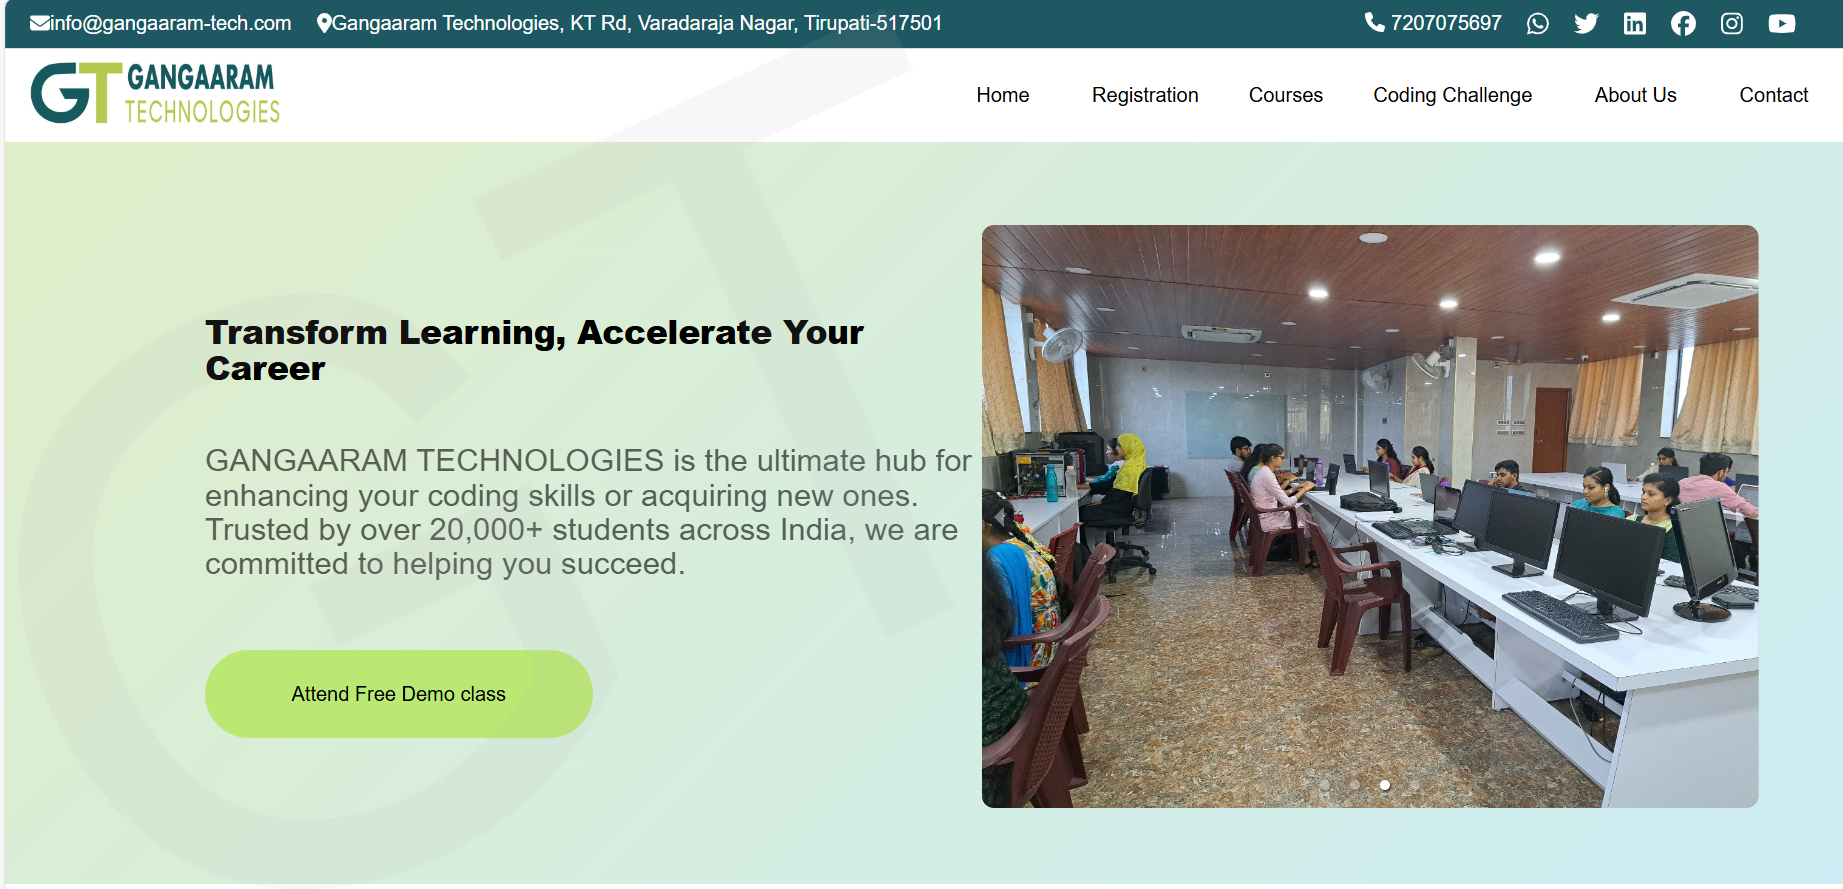 info@gangaaram-tech.com
Gangaaram Technologies, KT Rd, Varadaraja Nagar, Tirupati-517501
7207075697
GT GANGAARAM
TECHNOLOGIES
Home
Registration
Courses
Coding Challenge
About Us
Contact
Transform Learning, Accelerate Your
Career
GANGAARAM TECHNOLOGIES is the ultimate hub for
enhancing your coding skills or acquiring new ones.
Trusted by over 20,000+ students across India, we are
committed to helping you succeed.
Attend Free Demo class
GT